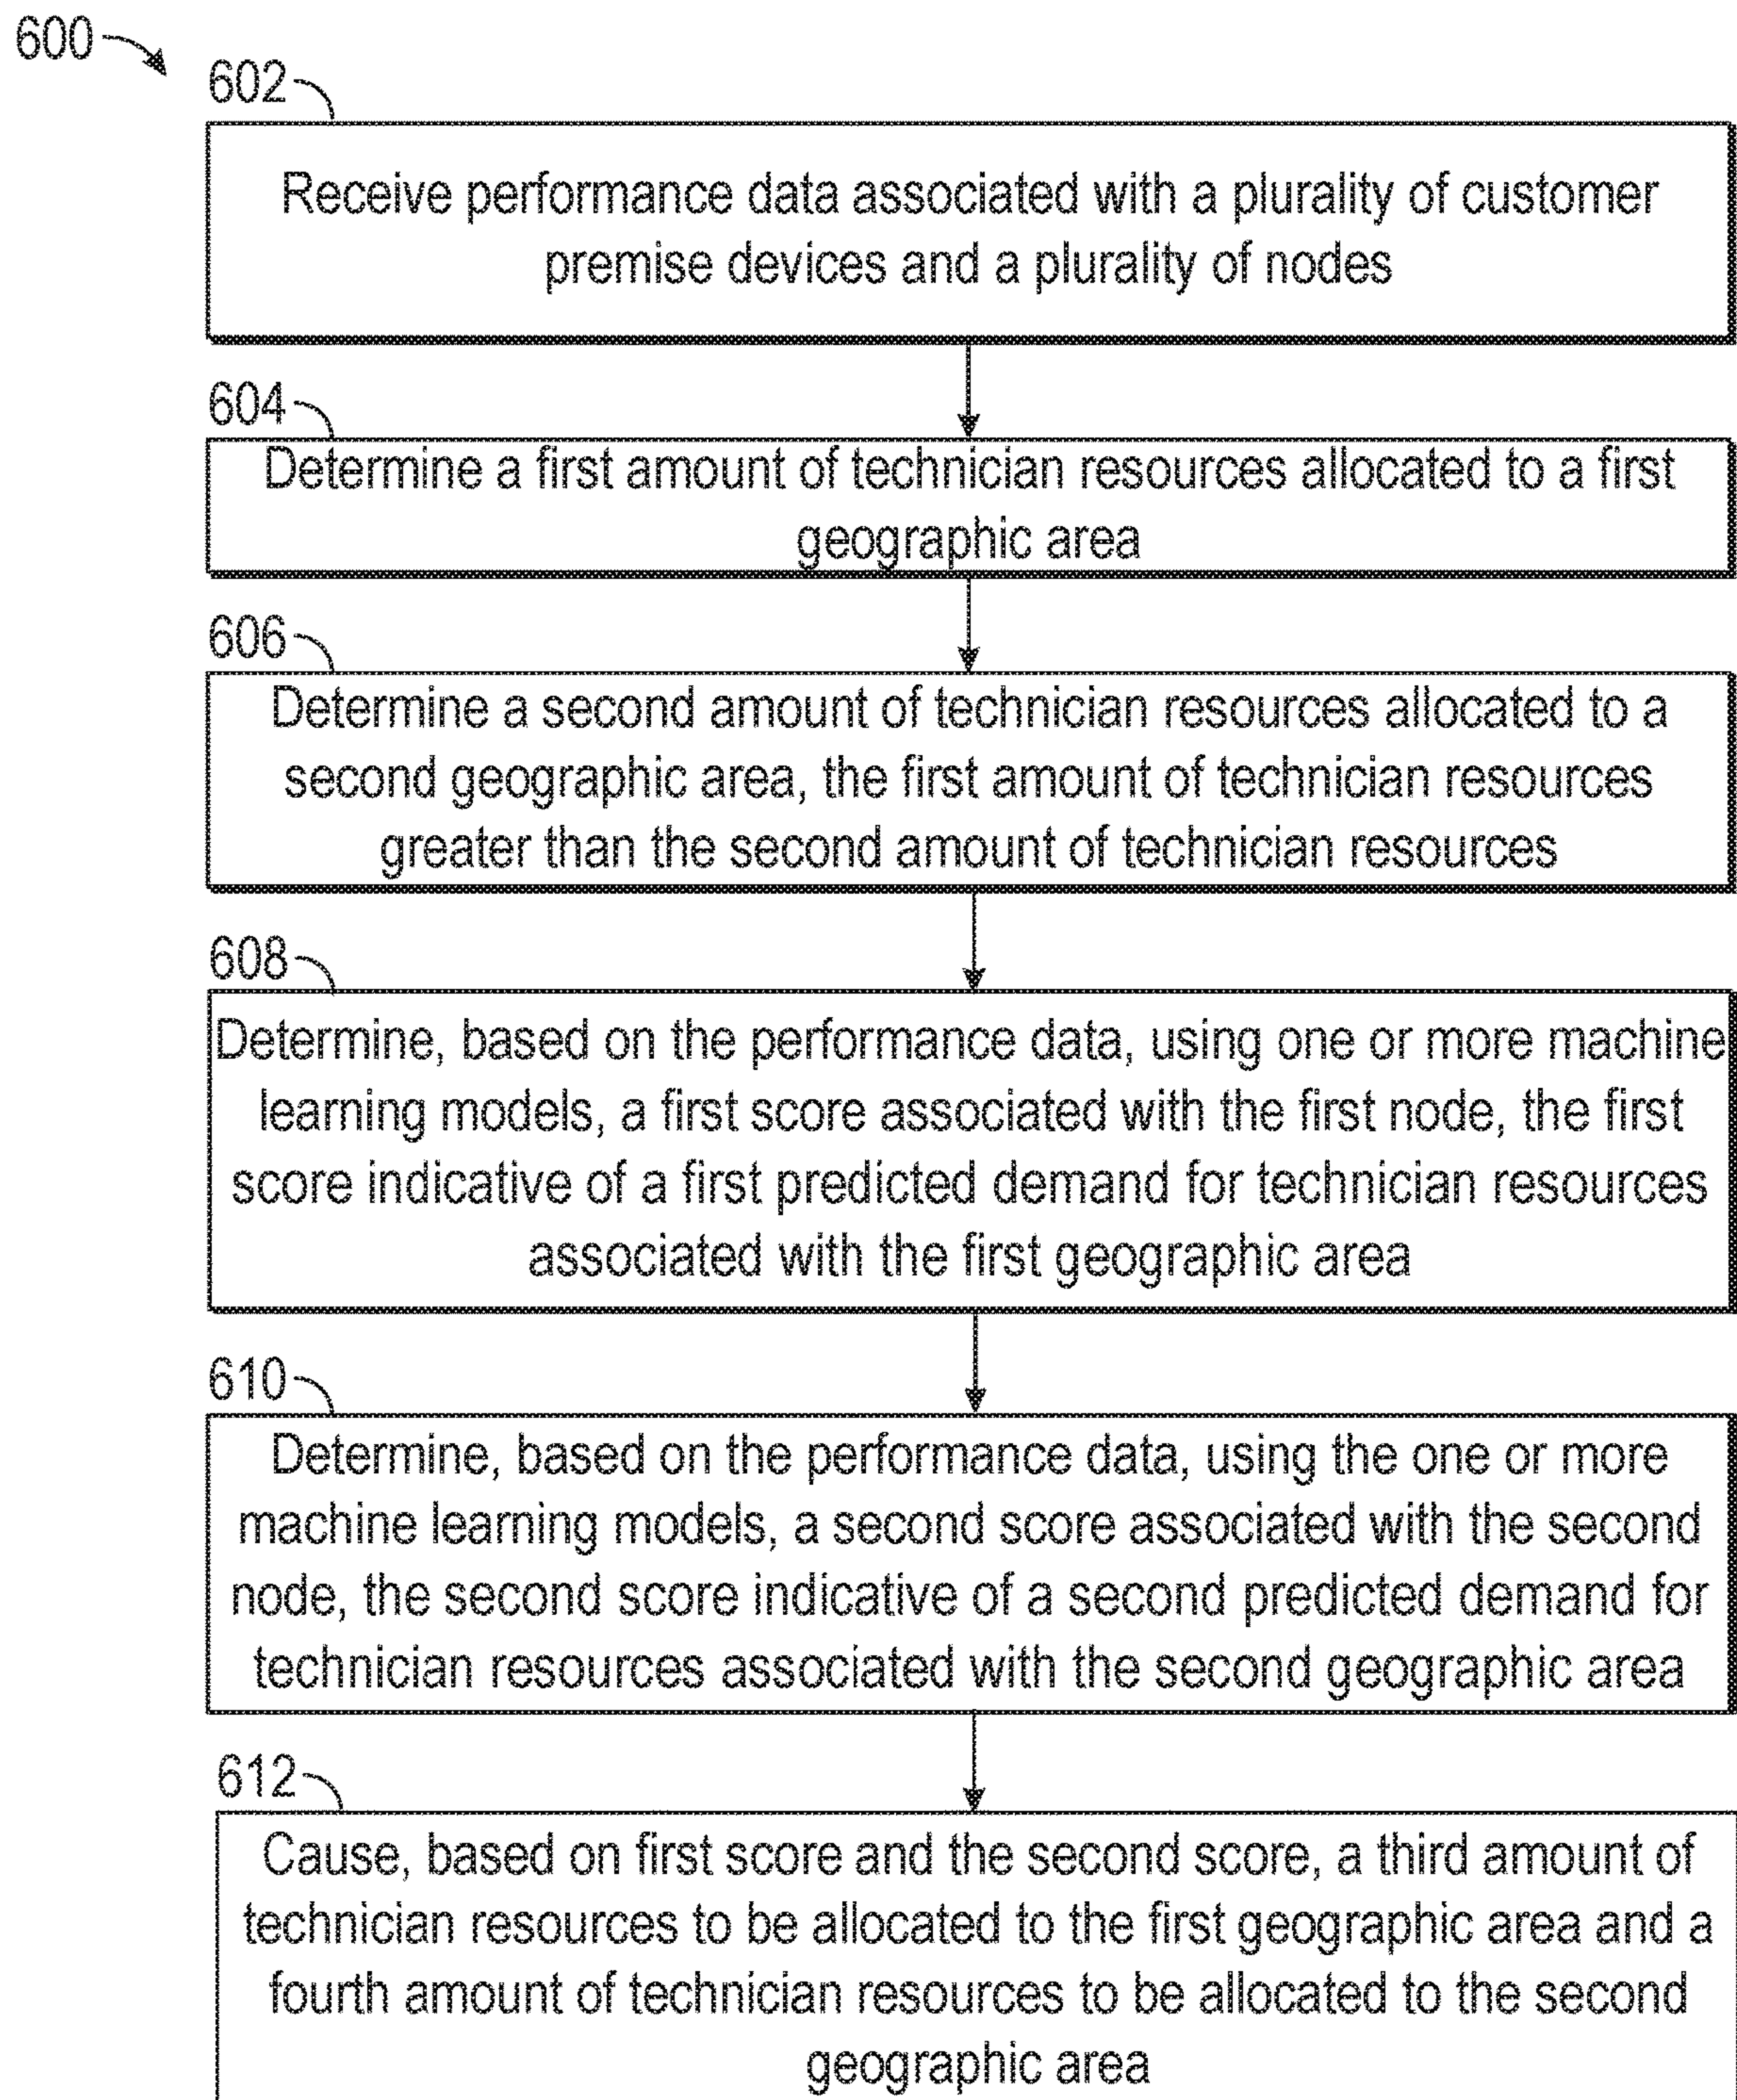 600
602
Receive performance data associated with a plurality of customer
premise devices and a plurality of nodes
604
Determine a first amount of technician resources allocated to a first
geographic area
606
Determine a second amount of technician resources allocated to a
second geographic area, the first amount of technician resources
greater than the second amount of technician resources
608
Determine, based on the performance data, using one or more machine
learning models, a first score associated with the first node, the first
score indicative of a first predicted demand for technician resources
associated with the first geographic area
610
Determine, based on the performance data, using the one or more
machine learning models, a second score associated with the second
node, the second score indicative of a second predicted demand for
technician resources associated with the second geographic area
612
Cause, based on first score and the second score, a third amount of
technician resources to be allocated to the first geographic area and a
fourth amount of technician resources to be allocated to the second
geographic area